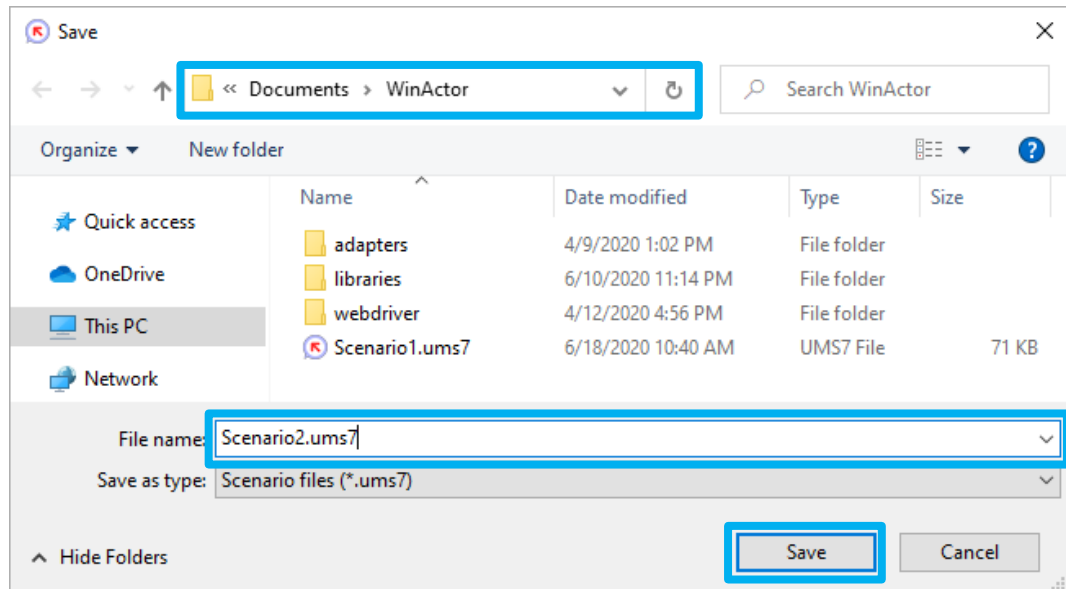 Save
« Documents › WinActor Search WinActor
Organize New folder ?
Name Date modified Type Size
Quick access
adapters 4/9/2020 1:02 PM File folder
OneDrive
libraries 6/10/2020 11:14 PM File folder
This PC
webdriver 4/12/2020 4:56 PM File folder
Scenario1.ums7 6/18/2020 10:40 AM UMS7 File 71 KB
Network
File name: Scenario2.ums7
Save as type: Scenario files (*.ums7)
Hide Folders Save Cancel